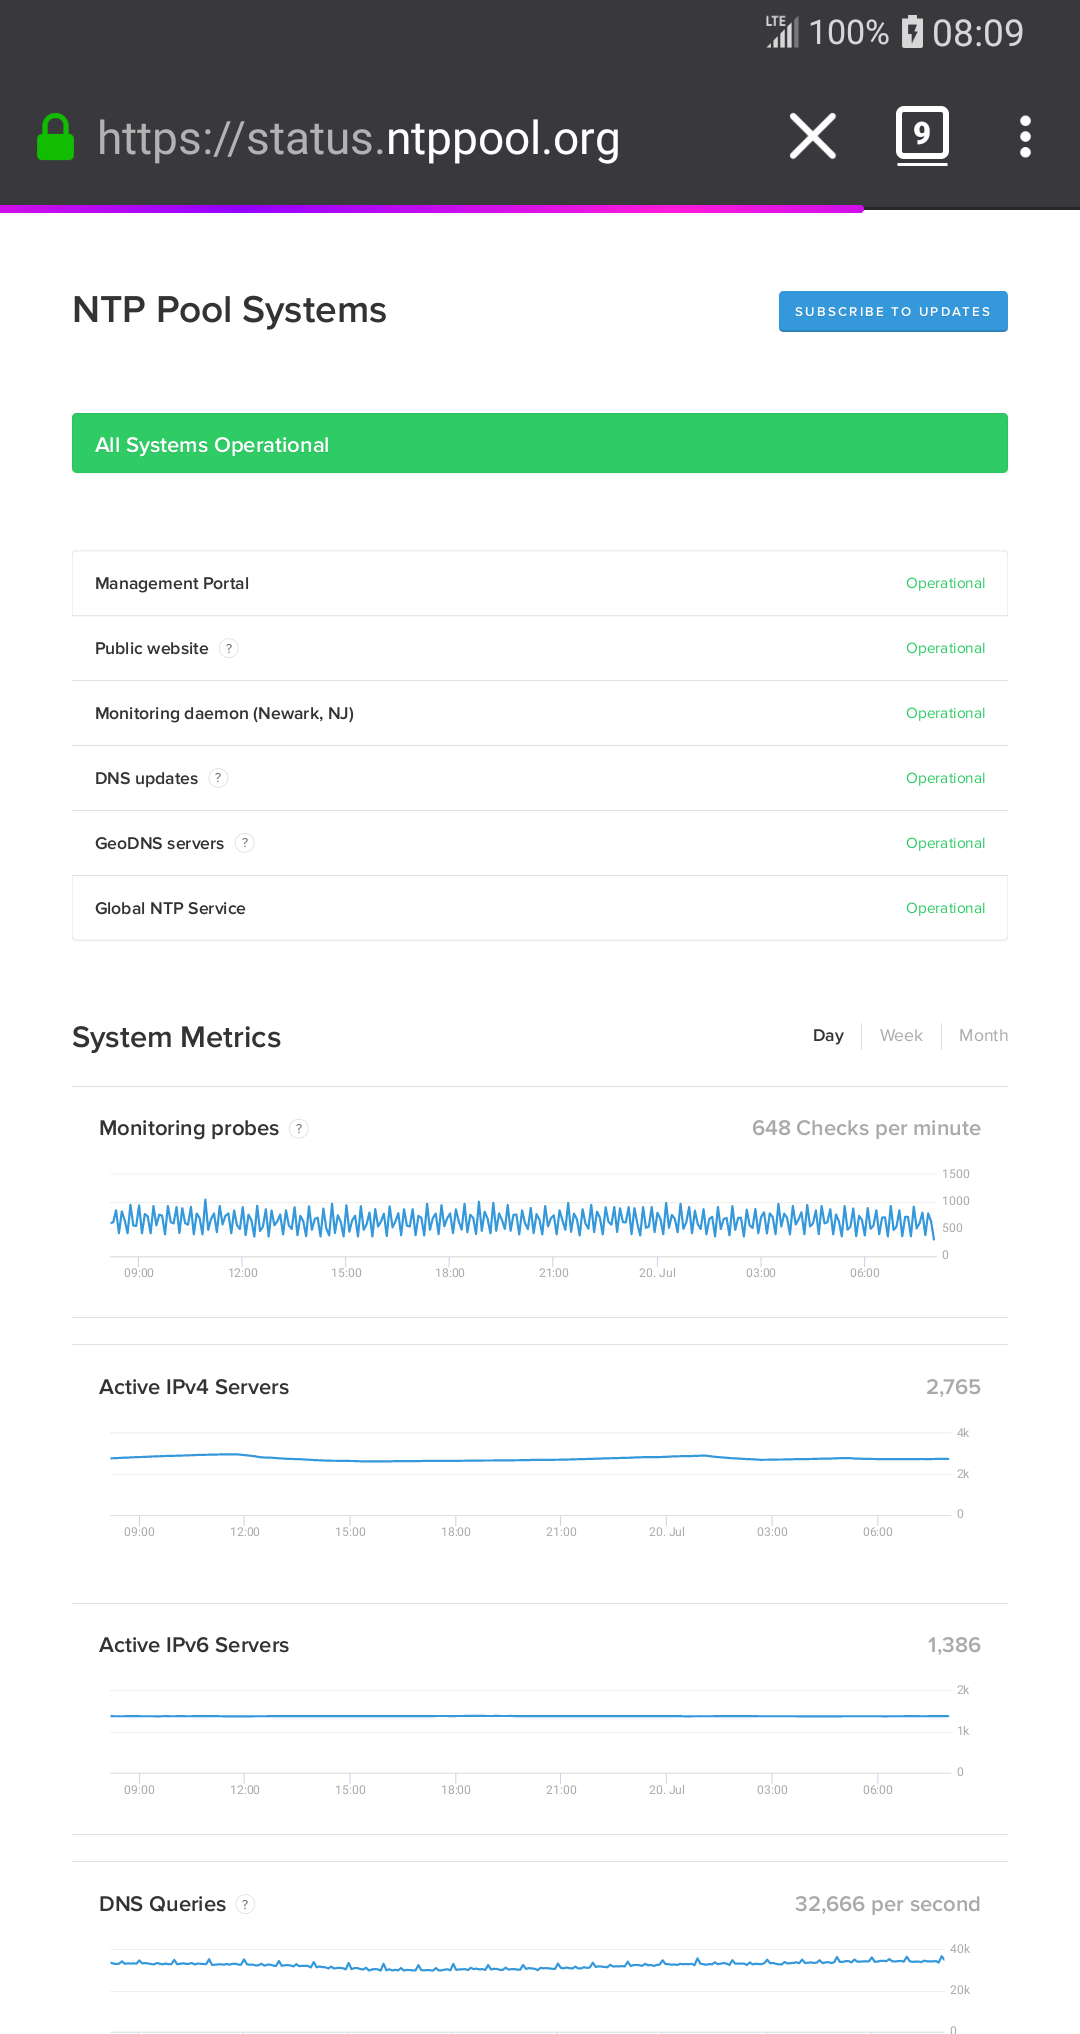 LTE 100% 08:09
https://status.ntppool.org 9
NTP Pool Systems
SUBSCRIBE TO UPDATES
All Systems Operational
Management Portal Operational
Public website ? Operational
Monitoring daemon (Newark, NJ) Operational
DNS updates ? Operational
GeoDNS servers ? Operational
Global NTP Service Operational
System Metrics Day Week Month
Monitoring probes ? 648 Checks per minute
1500
1000
500
0
09:00 12:00 15:00 18:00 21:00 20. Jul 03:00 06:00
Active IPv4 Servers 2,765
4k
2k
0
09:00 12:00 15:00 18:00 21:00 20. Jul 03:00 06:00
Active IPv6 Servers 1,386
2k
1k
0
09:00 12:00 15:00 18:00 21:00 20. Jul 03:00 06:00
DNS Queries ? 32,666 per second
40k
20k
0